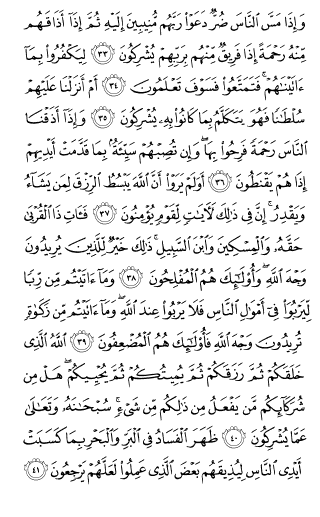 وَإِذَا مَسَّ ٱلنَّاسَ ضُرٌّ دَعَوْا۟ رَبَّهُم مُّنِيبِينَ إِلَيْهِ ثُمَّ إِذَآ أَذَاقَهُم
مِّنْهُ رَحْمَةً إِذَا فَرِيقٌ مِّنْهُم بِرَبِّهِمْ يُشْرِكُونَ ﴿٣٣﴾ لِيَكْفُرُوا۟ بِمَآ
ءَاتَيْنَٰهُمْ ۚ فَتَمَتَّعُوا۟ فَسَوْفَ تَعْلَمُونَ ﴿٣٤﴾ أَمْ أَنزَلْنَا عَلَيْهِمْ
سُلْطَٰنًا فَهُوَ يَتَكَلَّمُ بِمَا كَانُوا۟ بِهِۦ يُشْرِكُونَ ﴿٣٥﴾ وَإِذَآ أَذَقْنَا
ٱلنَّاسَ رَحْمَةً فَرِحُوا۟ بِهَا ۖ وَإِن تُصِبْهُمْ سَيِّئَةٌۢ بِمَا قَدَّمَتْ أَيْدِيهِمْ
إِذَا هُمْ يَقْنَطُونَ ﴿٣٦﴾ أَوَلَمْ يَرَوْا۟ أَنَّ ٱللَّهَ يَبْسُطُ ٱلرِّزْقَ لِمَن يَشَآءُ
وَيَقْدِرُ ۚ إِنَّ فِى ذَٰلِكَ لَءَايَٰتٍ لِّقَوْمٍ يُؤْمِنُونَ ﴿٣٧﴾ فَـَٔاتِ ذَا ٱلْقُرْبَىٰ
حَقَّهُۥ وَٱلْمِسْكِينَ وَٱبْنَ ٱلسَّبِيلِ ۚ ذَٰلِكَ خَيْرٌ لِّلَّذِينَ يُرِيدُونَ
وَجْهَ ٱللَّهِ ۖ وَأُو۟لَٰٓئِكَ هُمُ ٱلْمُفْلِحُونَ ﴿٣٨﴾ وَمَآ ءَاتَيْتُم مِّن رِّبًا
لِّيَرْبُوَا۟ فِىٓ أَمْوَٰلِ ٱلنَّاسِ فَلَا يَرْبُوا۟ عِندَ ٱللَّهِ ۖ وَمَآ ءَاتَيْتُم مِّن زَكَوٰةٍ
تُرِيدُونَ وَجْهَ ٱللَّهِ فَأُو۟لَٰٓئِكَ هُمُ ٱلْمُضْعِفُونَ ﴿٣٩﴾ ٱللَّهُ ٱلَّذِى
خَلَقَكُمْ ثُمَّ رَزَقَكُمْ ثُمَّ يُمِيتُكُمْ ثُمَّ يُحْيِيكُمْ ۖ هَلْ مِن
شُرَكَآئِكُم مَّن يَفْعَلُ مِن ذَٰلِكُم مِّن شَىْءٍ ۚ سُبْحَٰنَهُۥ وَتَعَٰلَىٰ
عَمَّا يُشْرِكُونَ ﴿٤٠﴾ ظَهَرَ ٱلْفَسَادُ فِى ٱلْبَرِّ وَٱلْبَحْرِ بِمَا كَسَبَتْ
أَيْدِى ٱلنَّاسِ لِيُذِيقَهُم بَعْضَ ٱلَّذِى عَمِلُوا۟ لَعَلَّهُمْ يَرْجِعُونَ ﴿٤١﴾